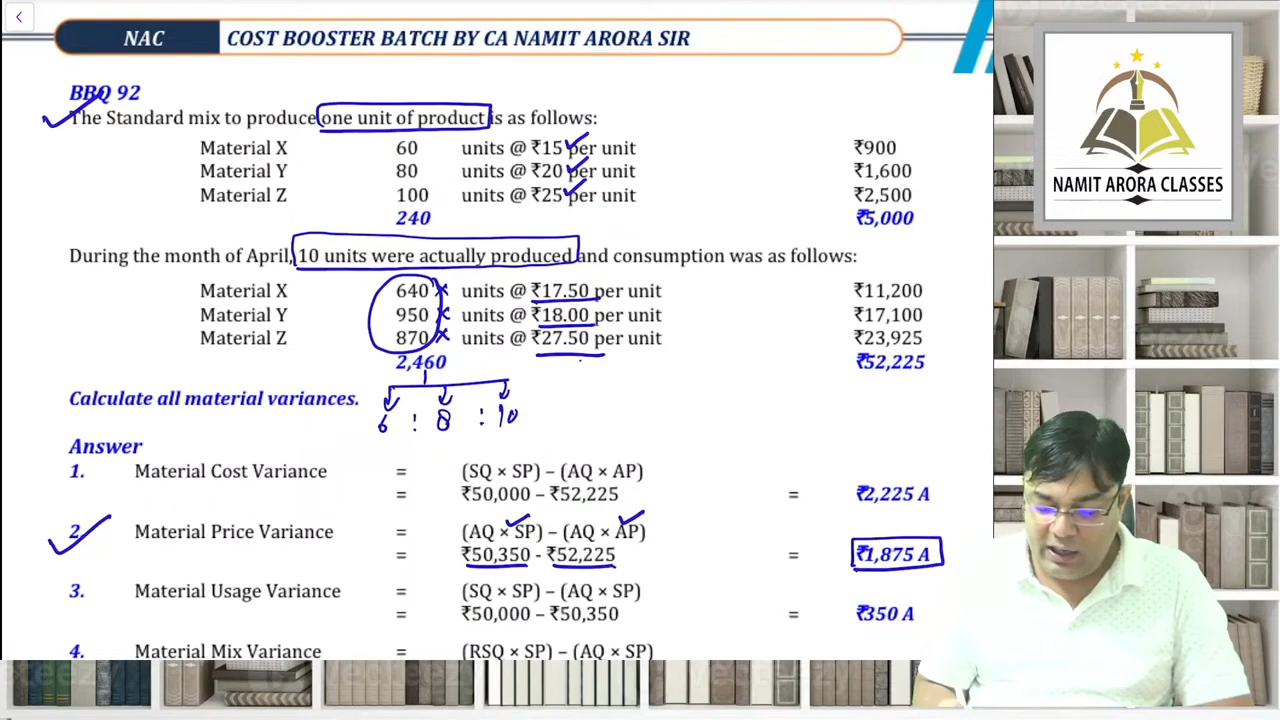 NAC COST BOOSTER BATCH BY CA NAMIT ARORA SIR
BBQ 92
The Standard mix to produce one unit of product is as follows:
Material X 60 units @ ₹15 per unit ₹900
Material Y 80 units @ ₹20 per unit ₹1,600
Material Z 100 units @ ₹25 per unit ₹2,500
240 ₹5,000
During the month of April, 10 units were actually produced and consumption was as follows:
Material X 640 units @ ₹17.50 per unit ₹11,200
Material Y 950 units @ ₹18.00 per unit ₹17,100
Material Z 870 units @ ₹27.50 per unit ₹23,925
2,460 ₹52,225
Calculate all material variances.
6 : 8 : 10
Answer
1. Material Cost Variance = (SQ × SP) – (AQ × AP)
= ₹50,000 – ₹52,225 = ₹2,225 A
2 Material Price Variance = (AQ × SP) – (AQ × AP)
= ₹50,350 - ₹52,225 = ₹1,875 A
3. Material Usage Variance = (SQ × SP) – (AQ × SP)
= ₹50,000 – ₹50,350 = ₹350 A
4. Material Mix Variance = (RSQ × SP) – (AQ × SP)
NAMIT ARORA CLASSES